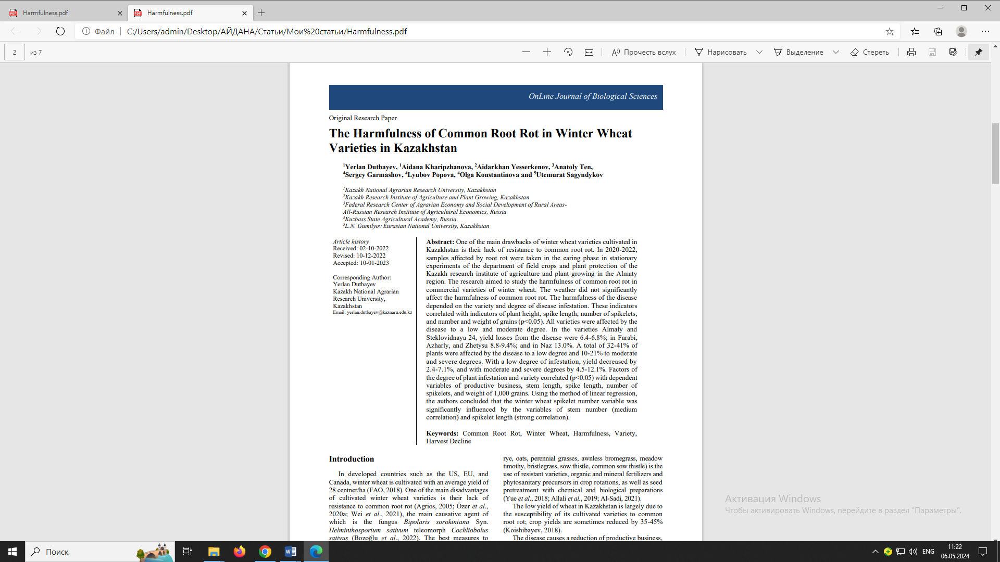 Harmfulness.pdf
Harmfulness.pdf
Файл
C:/Users/admin/Desktop/АЙДАНА/Статьи/Мои%20статьи/Harmfulness.pdf
2 из 7
Прочесть вслух
Нарисовать
Выделение
Стереть
OnLine Journal of Biological Sciences
Original Research Paper
The Harmfulness of Common Root Rot in Winter Wheat
Varieties in Kazakhstan
1Yerlan Dutbayev, 1Aidana Kharipzhanova, 2Aidarkhan Yesserkenov, 3Anatoly Ten,
4Sergey Garmashov, 4Lyubov Popova, 4Olga Konstantinova and 5Utemurat Sagyndykov
1Kazakh National Agrarian Research University, Kazakhstan
2Kazakh Research Institute of Agriculture and Plant Growing, Kazakhstan
3Federal Research Center of Agrarian Economy and Social Development of Rural Areas-
All-Russian Research Institute of Agricultural Economics, Russia
4Kuzbass State Agricultural Academy, Russia
5L.N. Gumilyov Eurasian National University, Kazakhstan
Article history
Received: 02-10-2022
Revised: 10-12-2022
Accepted: 10-01-2023
Corresponding Author:
Yerlan Dutbayev
Kazakh National Agrarian
Research University,
Kazakhstan
Email: yerlan.dutbayev@kaznaru.edu.kz
Abstract: One of the main drawbacks of winter wheat varieties cultivated in
Kazakhstan is their lack of resistance to common root rot. In 2020-2022,
samples affected by root rot were taken in the earing phase in stationary
experiments of the department of field crops and plant protection of the
Kazakh research institute of agriculture and plant growing in the Almaty
region. The research aimed to study the harmfulness of common root rot in
commercial varieties of winter wheat. The weather did not significantly
affect the harmfulness of common root rot. The harmfulness of the disease
depended on the variety and degree of disease infestation. These indicators
correlated with indicators of plant height, spike length, number of spikelets,
and number and weight of grains (p<0.05). All varieties were affected by the
disease to a low and moderate degree. In the varieties Almaly and
Steklovidnaya 24, yield losses from the disease were 6.4-6.8%; in Farabi,
Azharly, and Zhetysu 8.8-9.4%; and in Naz 13.0%. A total of 32-41% of
plants were affected by the disease to a low degree and 10-21% to moderate
and severe degrees. With a low degree of infestation, yield decreased by
2.4-7.1%, and with moderate and severe degrees by 4.5-12.1%. Factors of
the degree of plant infestation and variety correlated (p<0.05) with dependent
variables of productive business, stem length, spike length, number of
spikelets, and weight of 1,000 grains. Using the method of linear regression,
the authors concluded that the winter wheat spikelet number variable was
significantly influenced by the variables of stem number (medium
correlation) and spikelet length (strong correlation).
Keywords: Common Root Rot, Winter Wheat, Harmfulness, Variety,
Harvest Decline
Introduction
In developed countries such as the US, EU, and
Canada, winter wheat is cultivated with an average yield of
28 centner/ha (FAO, 2018). One of the main disadvantages
of cultivated winter wheat varieties is their lack of
resistance to common root rot (Agrios, 2005; Özer et al.,
2020a; Wei et al., 2021), the main causative agent of
which is the fungus Bipolaris sorokiniana Syn.
Helminthosporium sativum teleomorph Cochliobolus
sativus (Bozoğlu et al., 2022). The best measures to
rye, oats, perennial grasses, awnless bromegrass, meadow
timothy, bristlegrass, sow thistle, common sow thistle) is the
use of resistant varieties, organic and mineral fertilizers and
phytosanitary precursors in crop rotations, as well as seed
pretreatment with chemical and biological preparations
(Yue et al., 2018; Allali et al., 2019; Al-Sadi, 2021).
The low yield of wheat in Kazakhstan is largely due to
the susceptibility of its cultivated varieties to common
root rot; crop yields are sometimes reduced by 35-45%
(Koishibayev, 2018).
The disease causes a reduction of productive business,
Активация Windows
Чтобы активировать Windows, перейдите в раздел "Параметры".
Поиск
ENG
11:22
06.05.2024